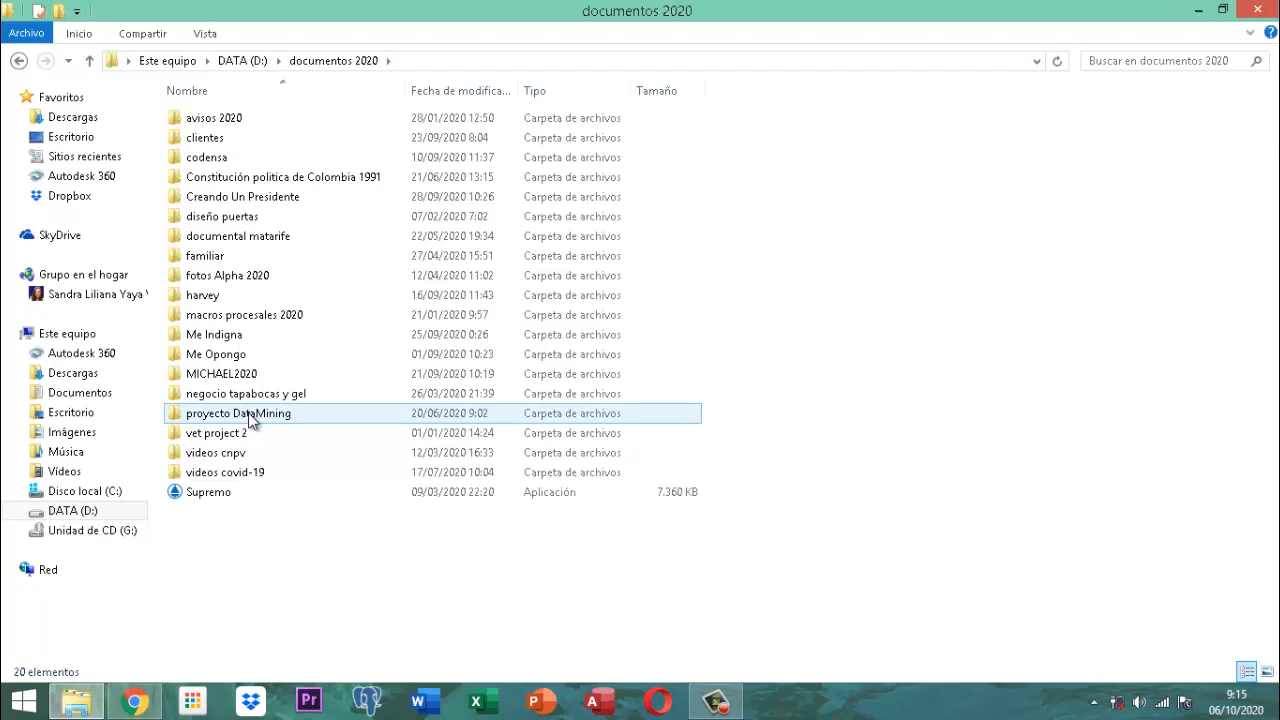 documentos 2020
Archivo Inicio Compartir Vista
Este equipo DATA (D:) documentos 2020
Buscar en documentos 2020
Favoritos
Descargas
Escritorio
Sitios recientes
Autodesk 360
Dropbox
SkyDrive
Grupo en el hogar
Sandra Liliana Yaya
Este equipo
Autodesk 360
Descargas
Documentos
Escritorio
Imágenes
Música
Vídeos
Disco local (C:)
DATA (D:)
Unidad de CD (G:)
Red
Nombre Fecha de modifica... Tipo Tamaño
avisos 2020 28/01/2020 12:50 Carpeta de archivos
clientes 23/09/2020 8:04 Carpeta de archivos
codensa 10/09/2020 11:37 Carpeta de archivos
Constitución politica de Colombia 1991 21/06/2020 13:15 Carpeta de archivos
Creando Un Presidente 28/09/2020 10:26 Carpeta de archivos
diseño puertas 07/02/2020 7:02 Carpeta de archivos
documental matarife 22/05/2020 19:34 Carpeta de archivos
familiar 27/04/2020 15:51 Carpeta de archivos
fotos Alpha 2020 12/04/2020 11:02 Carpeta de archivos
harvey 16/09/2020 11:43 Carpeta de archivos
macros procesales 2020 21/01/2020 9:57 Carpeta de archivos
Me Indigna 25/09/2020 0:26 Carpeta de archivos
Me Opongo 01/09/2020 10:23 Carpeta de archivos
MICHAEL2020 21/09/2020 10:19 Carpeta de archivos
negocio tapabocas y gel 26/03/2020 21:39 Carpeta de archivos
proyecto DataMining 20/06/2020 9:02 Carpeta de archivos
vet project 2 01/01/2020 14:24 Carpeta de archivos
videos cnpv 12/03/2020 16:33 Carpeta de archivos
videos covid-19 17/07/2020 10:04 Carpeta de archivos
Supremo 09/03/2020 22:20 Aplicación 7.360 KB
20 elementos
Pr W X P A
9:15
06/10/2020